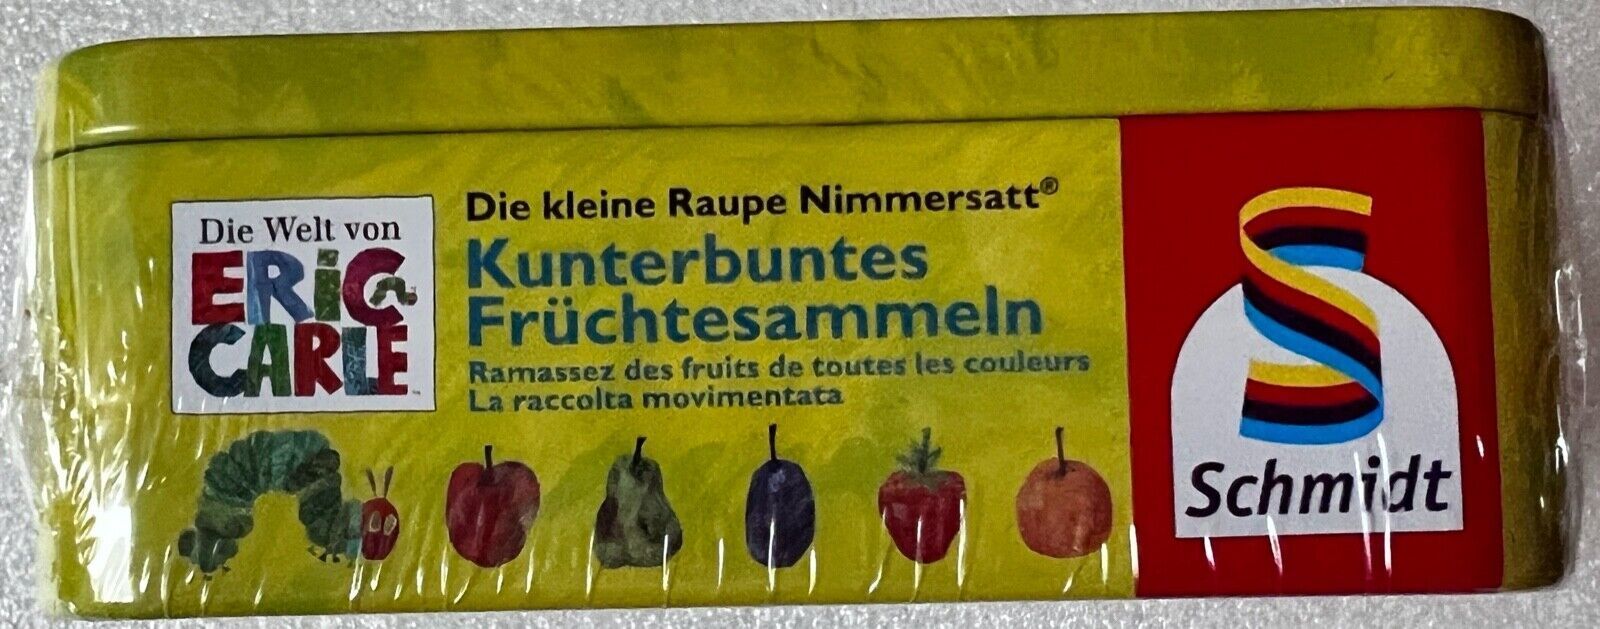 Die Welt von
ERiC
CARLE
Die kleine Raupe Nimmersatt®
Kunterbuntes
Früchtesammeln
Ramassez des fruits de toutes les couleurs
La raccolta movimentata
Schmidt